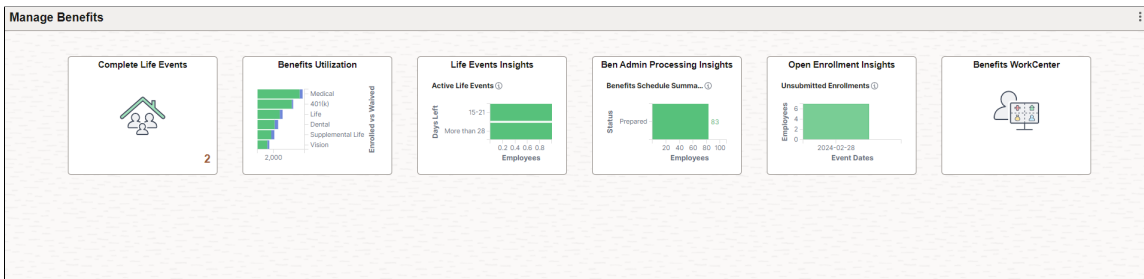 Manage Benefits
Complete Life Events
2
Benefits Utilization
Medical
401(k)
Life
Dental
Supplemental Life
Vision
Enrolled vs Waived
2,000
Life Events Insights
Active Life Events
Days Left
15-21
More than 28
0.2 0.4 0.6 0.8
Employees
Ben Admin Processing Insights
Benefits Schedule Summa...
Status
Prepared
83
20 40 60 80 100
Employees
Open Enrollment Insights
Unsubmitted Enrollments
Employees
6
4
2
0
2024-02-28
Event Dates
Benefits WorkCenter